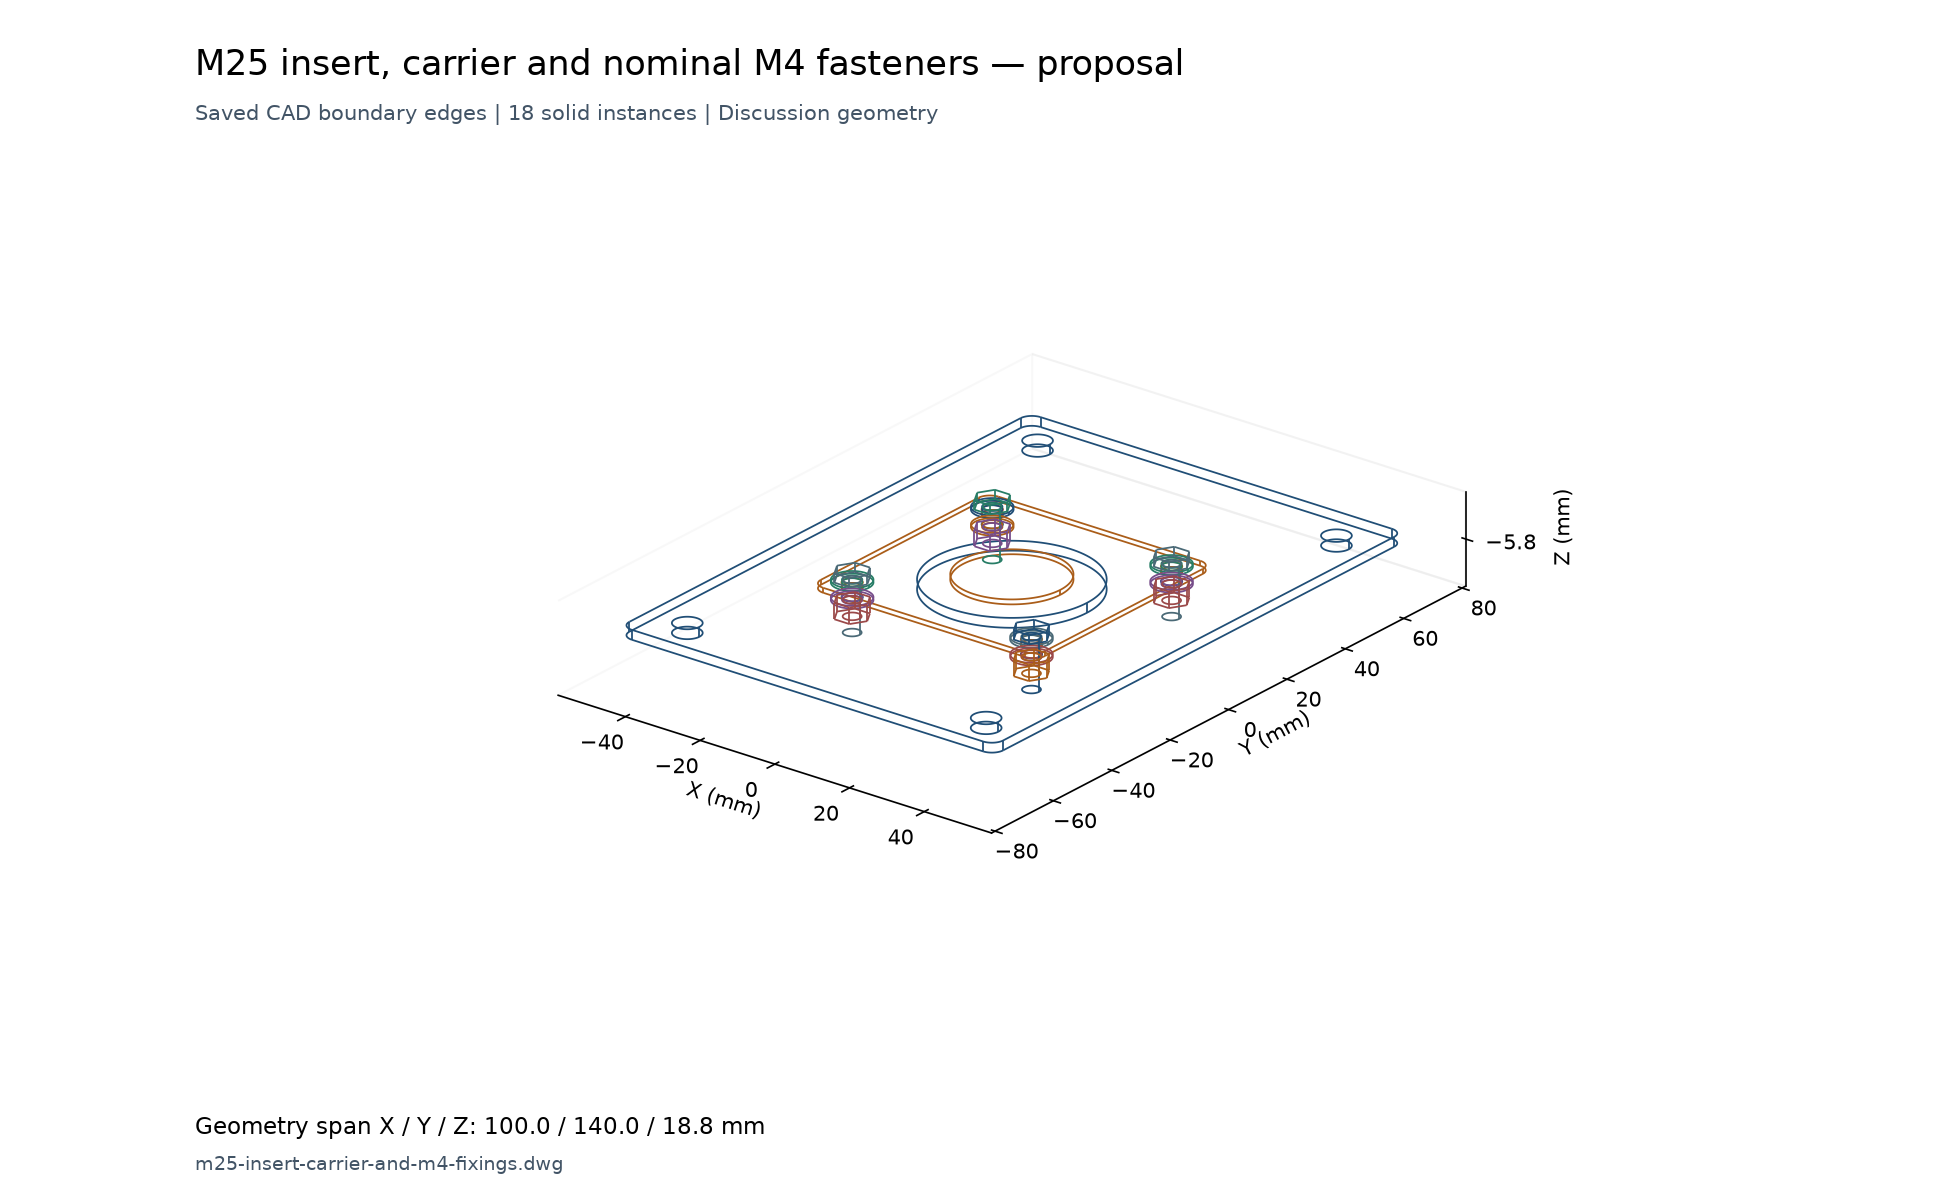 M25 insert, carrier and nominal M4 fasteners — proposal
Saved CAD boundary edges | 18 solid instances | Discussion geometry
Z (mm)
−5.8
80
60
40
20
0
Y (mm)
−20
−40
−60
−80
−40
−20
0
X (mm)
20
40
Geometry span X / Y / Z: 100.0 / 140.0 / 18.8 mm
m25-insert-carrier-and-m4-fixings.dwg